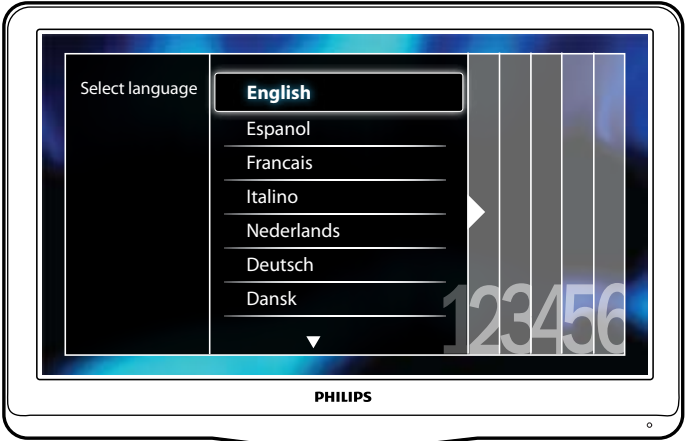 Select language
English
Espanol
Francais
Italino
Nederlands
Deutsch
Dansk
123456
PHILIPS